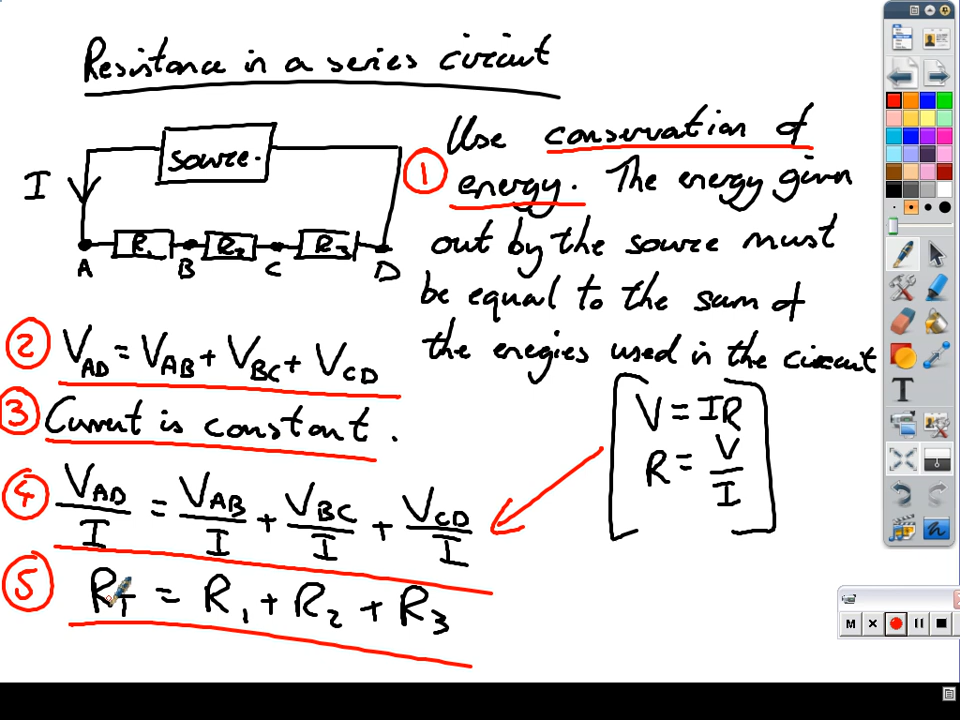 Resistance in a series circuit
source.
I
R1 R2 R3
A B C D
① Use conservation of
energy. The energy given
out by the source must
be equal to the sum of
the enegies used in the circuit
② VAD = VAB + VBC + VCD
③ Current is constant.
V = IR
R = V/I
④ VAD/I = VAB/I + VBC/I + VCD/I
⑤ RT = R1 + R2 + R3
T
M X